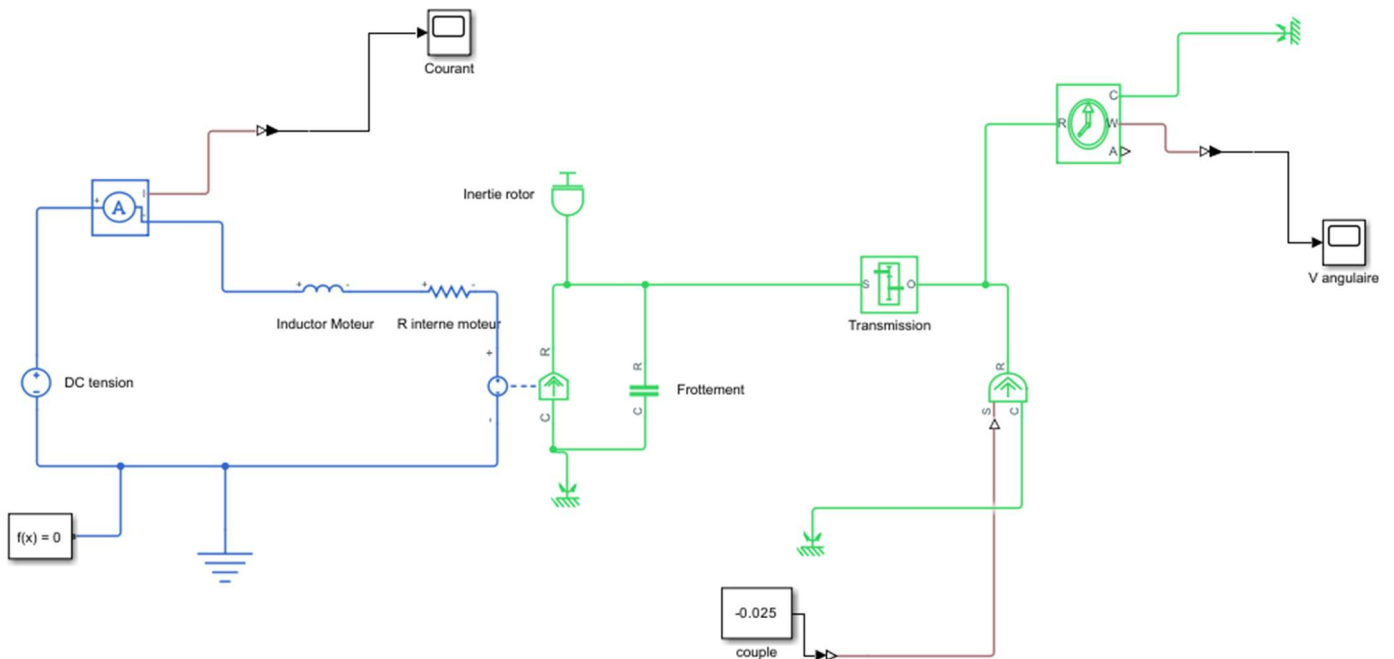 Courant
I
+
-
A
Inertie rotor
R
C
W
A
V angulaire
+
-
+
-
Inductor Moteur
R interne moteur
S
O
Transmission
+
-
DC tension
+
-
R
C
R
C
Frottement
R
S
C
f(x) = 0
-0.025
couple